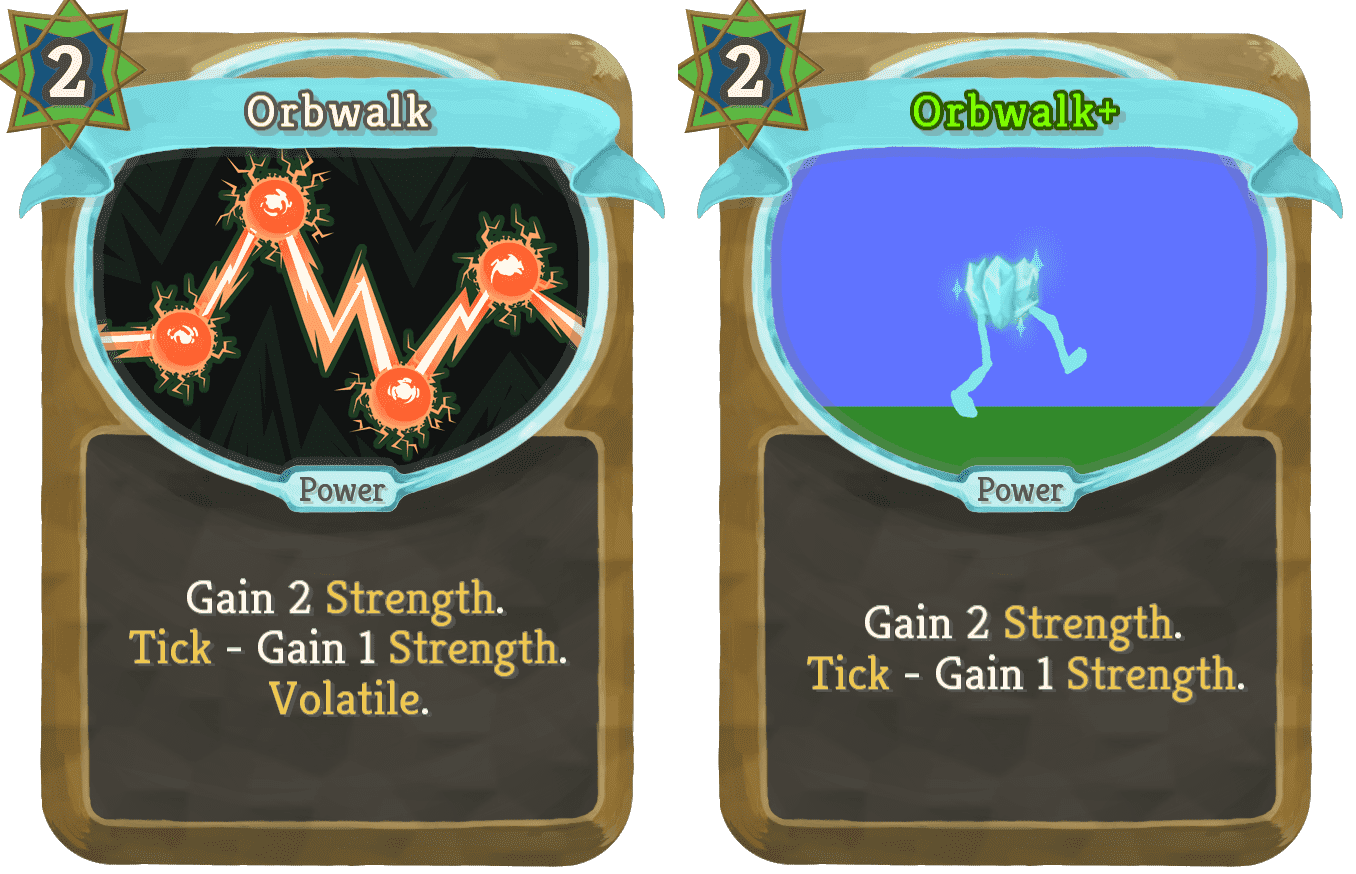 2
Orbwalk
Power
Gain 2 Strength.
Tick - Gain 1 Strength.
Volatile.
2
Orbwalk+
Power
Gain 2 Strength.
Tick - Gain 1 Strength.